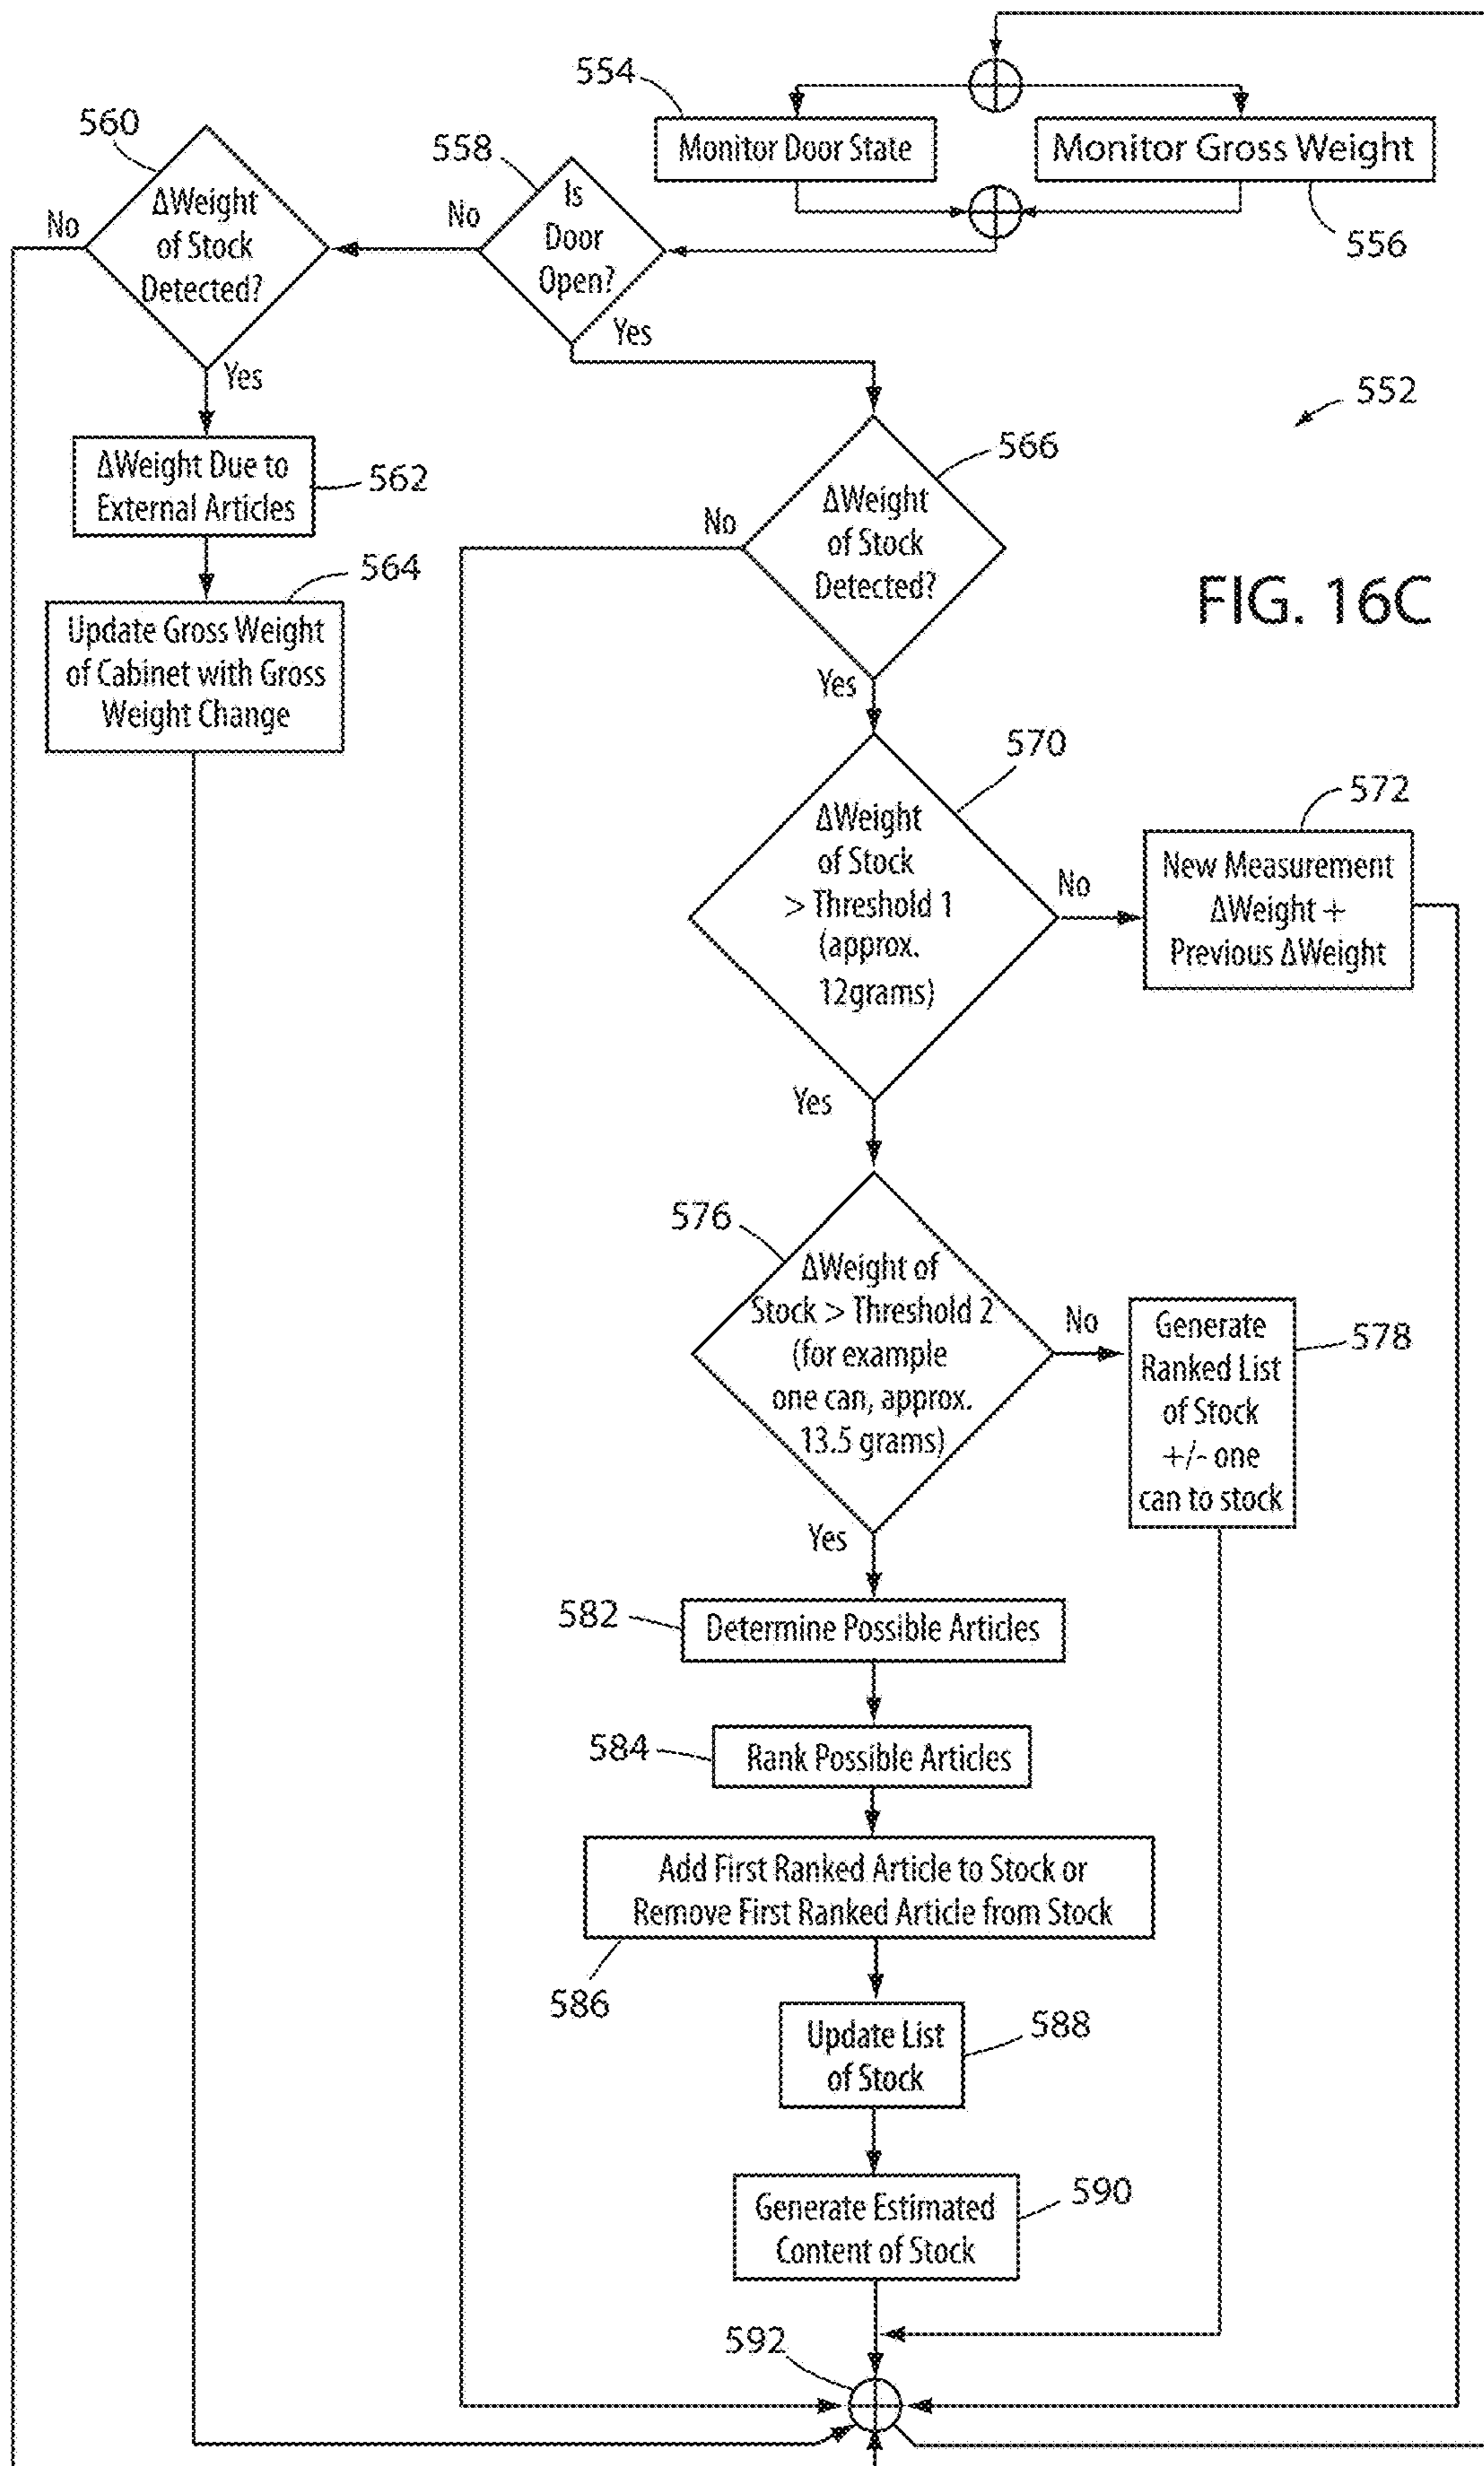 554
Monitor Door State
Monitor Gross Weight
556
560
ΔWeight
of Stock
Detected?
No
Yes
558
Is
Door
Open?
No
Yes
552
ΔWeight Due to
External Articles
562
564
Update Gross Weight
of Cabinet with Gross
Weight Change
566
ΔWeight
of Stock
Detected?
No
Yes
FIG. 16C
570
ΔWeight
of Stock
> Threshold 1
(approx.
12grams)
No
Yes
572
New Measurement
ΔWeight +
Previous ΔWeight
576
ΔWeight of
Stock > Threshold 2
(for example
one can, approx.
13.5 grams)
No
Yes
Generate
Ranked List
of Stock
+/- one
can to stock
578
582
Determine Possible Articles
584
Rank Possible Articles
Add First Ranked Article to Stock or
Remove First Ranked Article from Stock
586
Update List
of Stock
588
Generate Estimated
Content of Stock
590
592